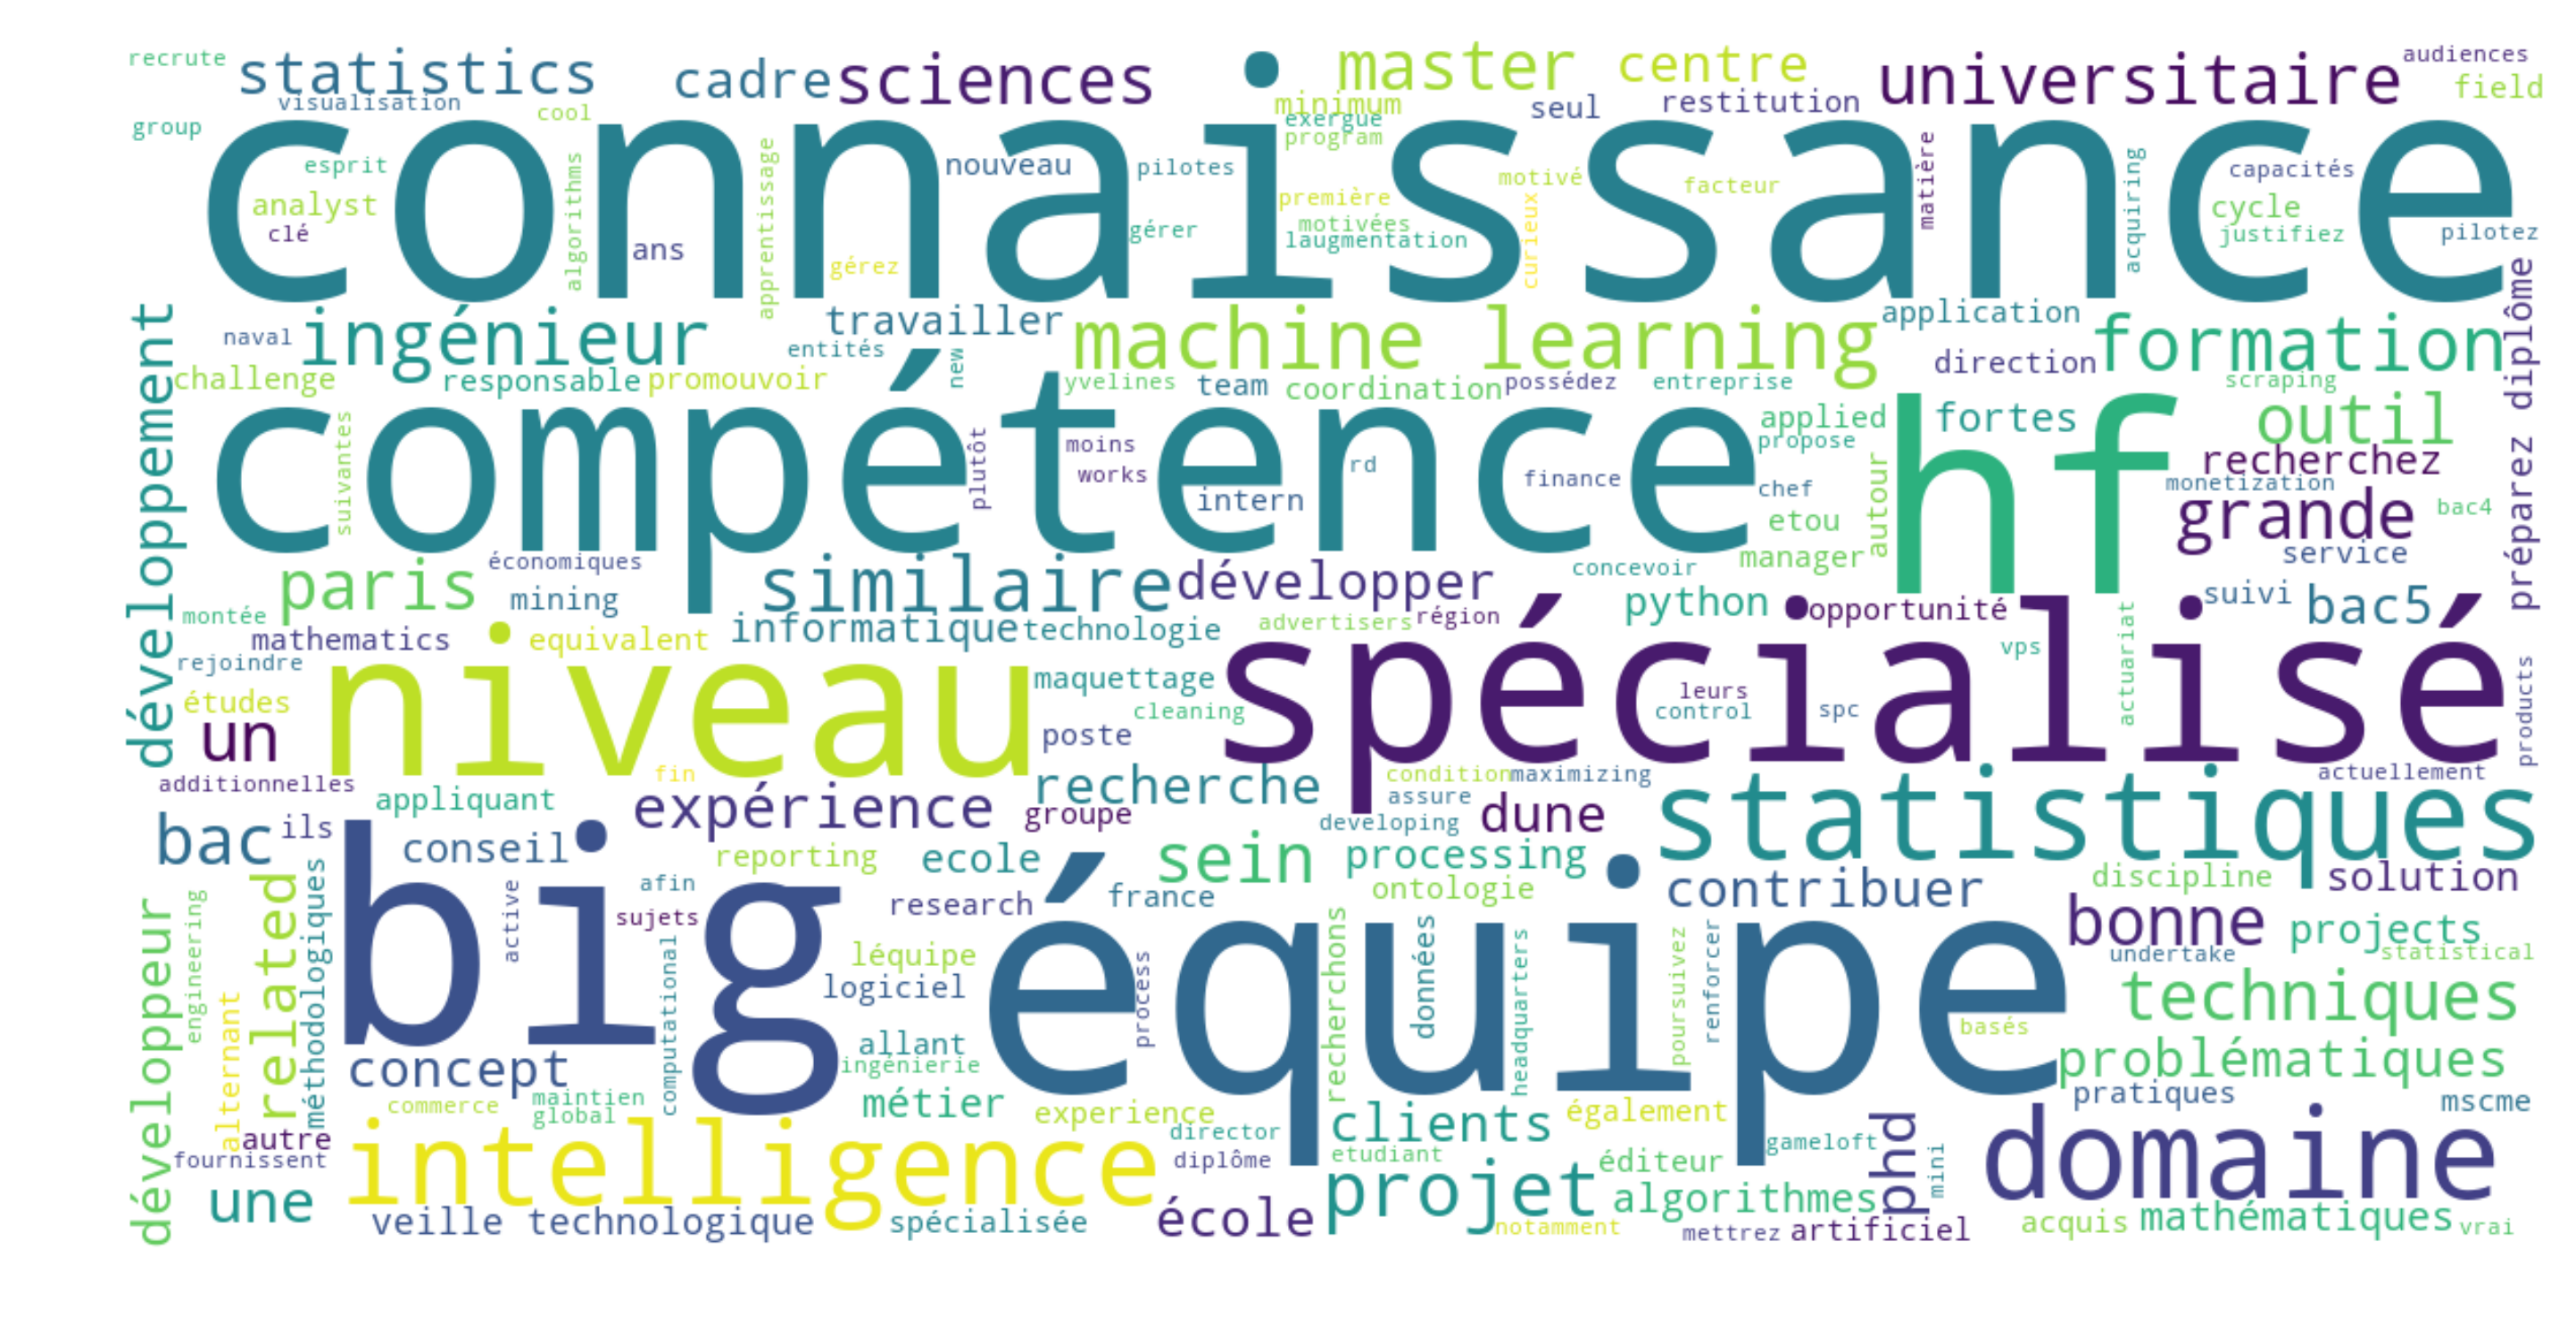 recrute
statistics
cadre
sciences
master
centre
universitaire
audiences
visualisation
cool
minimum
seul
restitution
field
group
exergue
program
connaissance
esprit
algorithms
apprentissage
nouveau
pilotes
motivé
facteur
matière
acquiring
capacités
analyst
première
curieux
cycle
clé
ans
gérez
gérer
motivées
laugmentation
justifiez
pilotez
développement
naval
ingénieur
travailler
entités
new
machine learning
application
direction
formation
préparez diplôme
challenge
responsable
promouvoir
yvelines
team
coordination
possédez
entreprise
scraping
compétence
suivantes
plutôt
moins
works
intern
rd
finance
applied
propose
chef
etou
manager
autour
hf
fortes
outil
recherchez
monetization
grande
bac4
service
paris
économiques
mining
similaire
développer
concevoir
python
opportunité
suivi
bac5
montée
mathematics
equivalent
informatique
technologie
advertisers
région
vps
actuariat
rejoindre
niveau
maquettage
spécialisé
leurs
control
spc
products
études
cleaning
un
poste
additionnelles
appliquant
fin
expérience
recherche
groupe
condition
maximizing
assure
dune
developing
statistiques
actuellement
bac
ils
conseil
reporting
ecole
sein
processing
ontologie
contribuer
discipline
solution
développeur
engineering
related
méthodologiques
big
active
afin
sujets
research
france
équipe
bonne
projects
statistical
undertake
alternant
computational
léquipe
logiciel
process
recherchons
données
headquarters
poursuivez
renforcer
basés
techniques
concept
allant
ingénierie
problématiques
commerce
maintien
global
métier
experience
clients
également
pratiques
mscme
autre
fournissent
intelligence
director
diplôme
etudiant
éditeur
gameloft
phd
mini
domaine
une
veille technologique
spécialisée
école
projet
notamment
algorithmes
mettrez
artificiel
acquis
mathématiques
vrai